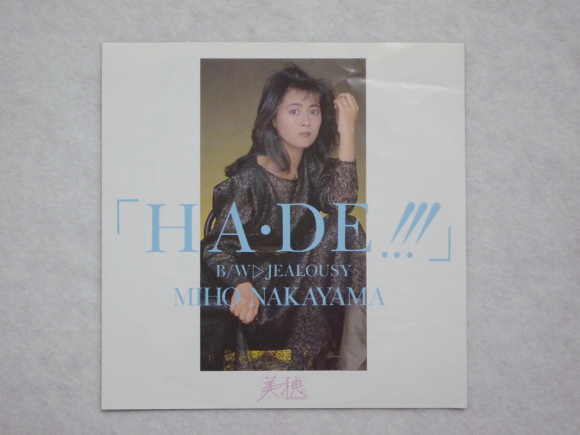 「HA・DE...!!!」
B/W▷JEALOUSY
MIHO NAKAYAMA
美穂